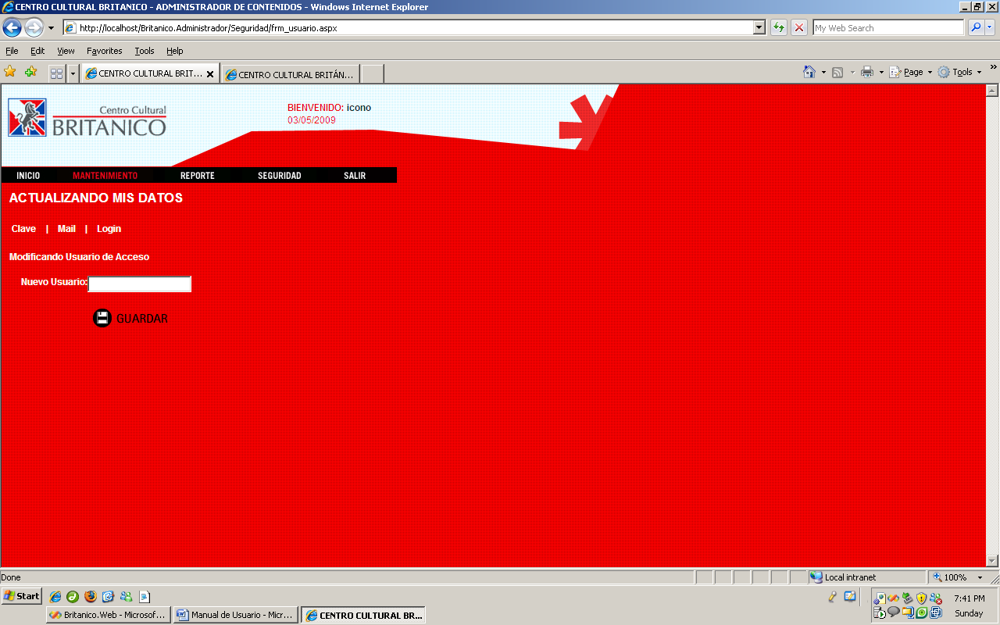 CENTRO CULTURAL BRITANICO - ADMINISTRADOR DE CONTENIDOS - Windows Internet Explorer
http://localhost/Britanico.Administrador/Seguridad/frm_usuario.aspx
My Web Search
File Edit View Favorites Tools Help
CENTRO CULTURAL BRIT...
CENTRO CULTURAL BRITÁN...
Page
Tools
Centro Cultural
BRITANICO
BIENVENIDO: icono
03/05/2009
INICIO MANTENIMIENTO REPORTE SEGURIDAD SALIR
ACTUALIZANDO MIS DATOS
Clave | Mail | Login
Modificando Usuario de Acceso
Nuevo Usuario:
GUARDAR
Done
Local intranet
100%
Start
7:41 PM
Britanico.Web - Microsof...
Manual de Usuario - Micr...
CENTRO CULTURAL BR...
Sunday